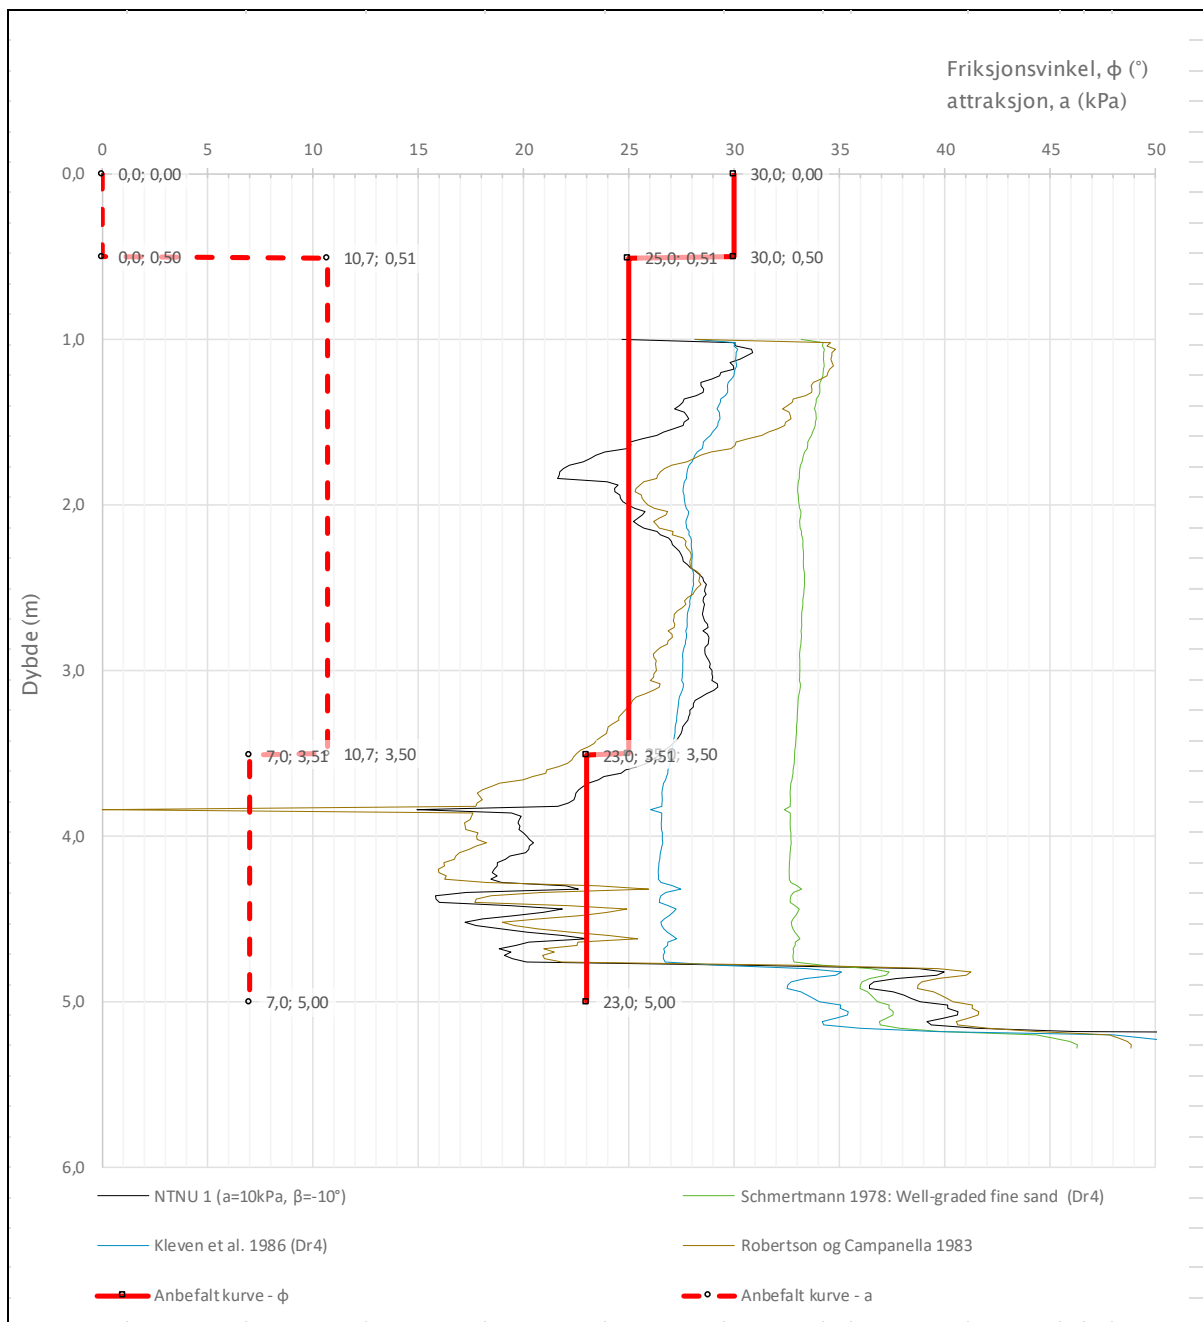 Friksjonsvinkel, ϕ (°)
attraksjon, a (kPa)
0 5 10 15 20 25 30 35 40 45 50
0,0
0,0; 0,00
30,0; 0,00
0,0; 0,50
10,7; 0,51
25,0; 0,51
30,0; 0,50
1,0
2,0
3,0
Dybde (m)
7,0; 3,51
10,7; 3,50
23,0; 3,51
25,0; 3,50
4,0
5,0
7,0; 5,00
23,0; 5,00
6,0
NTNU 1 (a=10kPa, β=-10°)
Schmertmann 1978: Well-graded fine sand (Dr4)
Kleven et al. 1986 (Dr4)
Robertson og Campanella 1983
Anbefalt kurve - ϕ
Anbefalt kurve - a